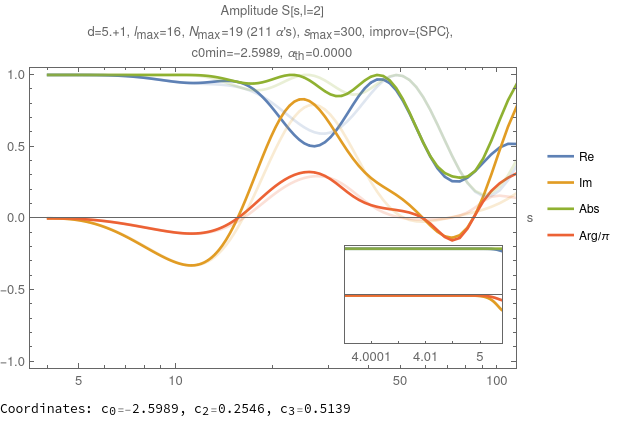 Amplitude S[s,l=2]
d=5.+1, lmax=16, Nmax=19 (211 α's), smax=300, improv={SPC},
c0min=−2.5989, αth=0.0000
1.0
0.5
0.0
−0.5
−1.0
5
10
50
100
s
Re
Im
Abs
Arg/π
4.0001
4.01
5
Coordinates: c0=-2.5989, c2=0.2546, c3=0.5139